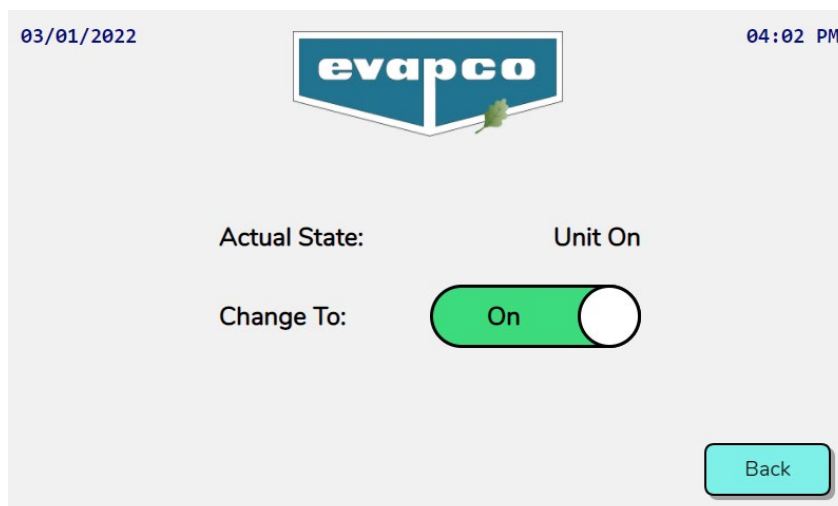 03/01/2022
04:02 PM
evapco
Actual State:
Unit On
Change To:
On
Back